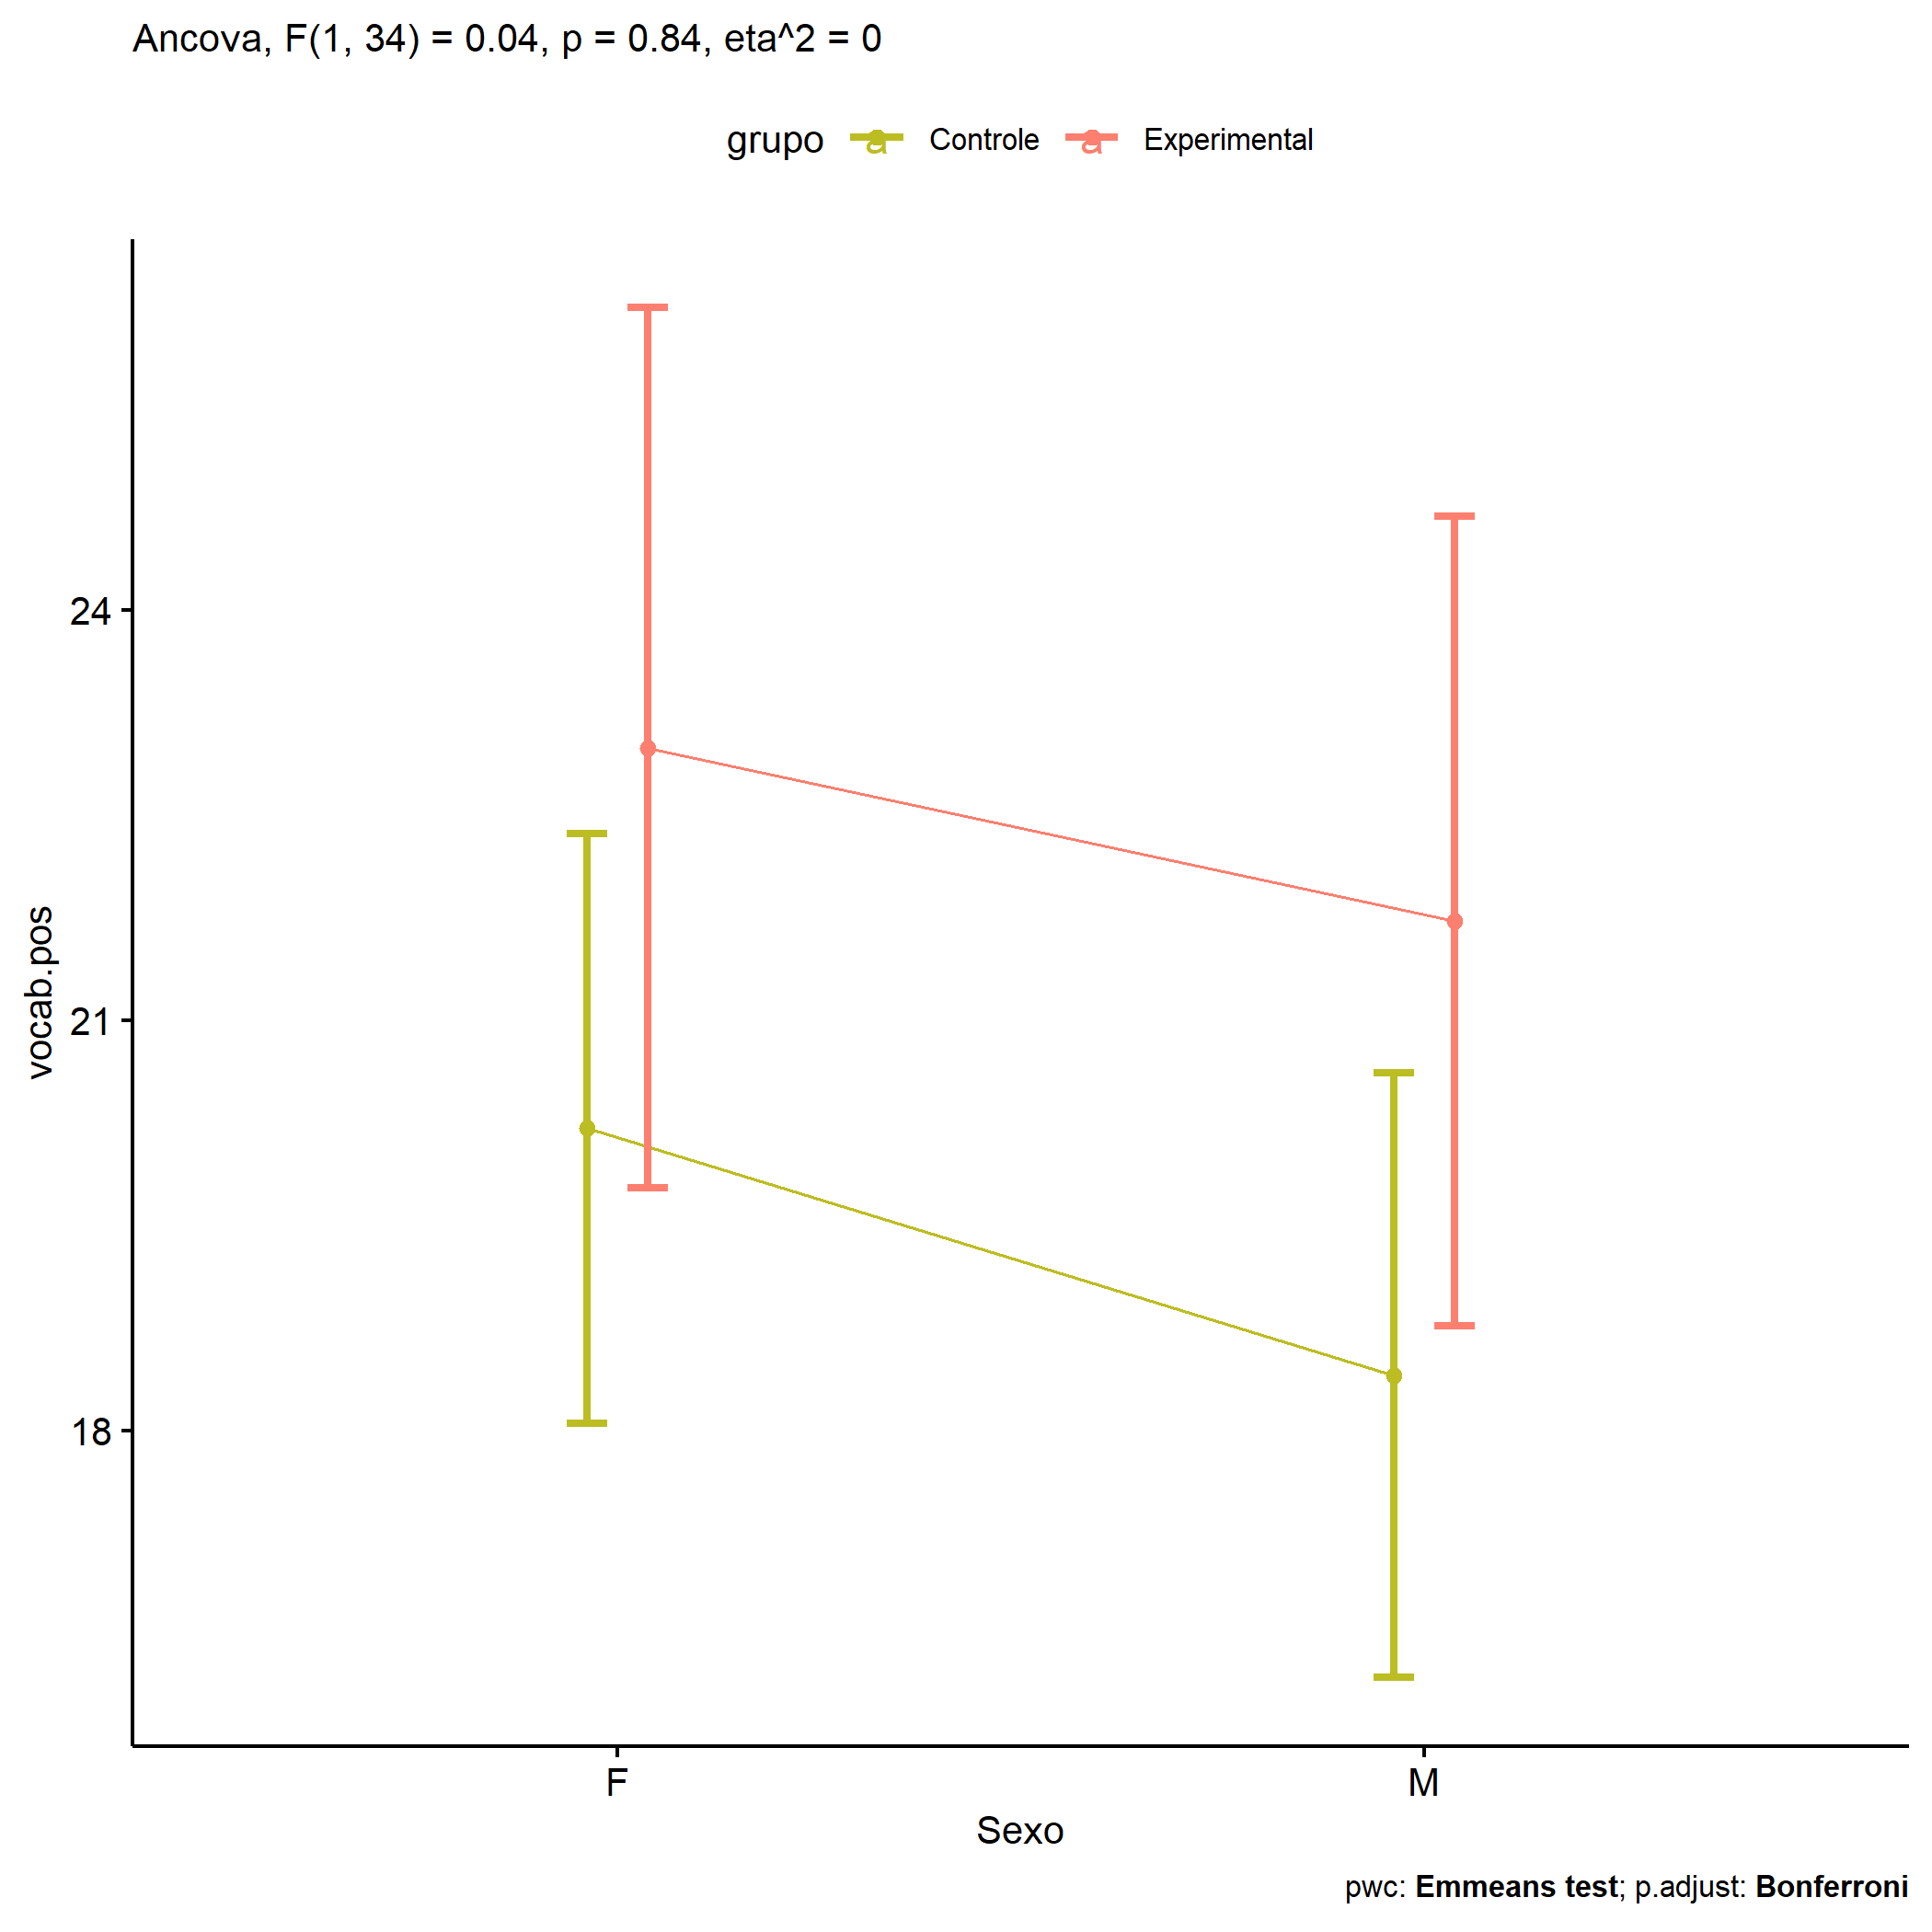 Ancova, F(1, 34) = 0.04, p = 0.84, eta^2 = 0
grupo a Controle a Experimental
24
21
18
vocab.pos
F M
Sexo
pwc: Emmeans test; p.adjust: Bonferroni